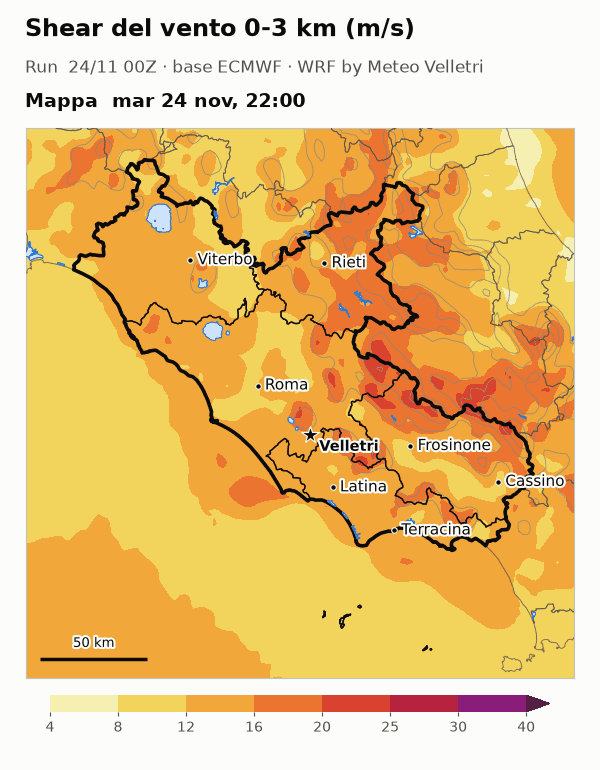 Shear del vento 0-3 km (m/s)
Run  24/11 00Z · base ECMWF · WRF by Meteo Velletri
Mappa  mar 24 nov, 22:00
Viterbo
Rieti
Roma
Velletri
Frosinone
Cassino
Latina
Terracina
50 km
4 8 12 16 20 25 30 40